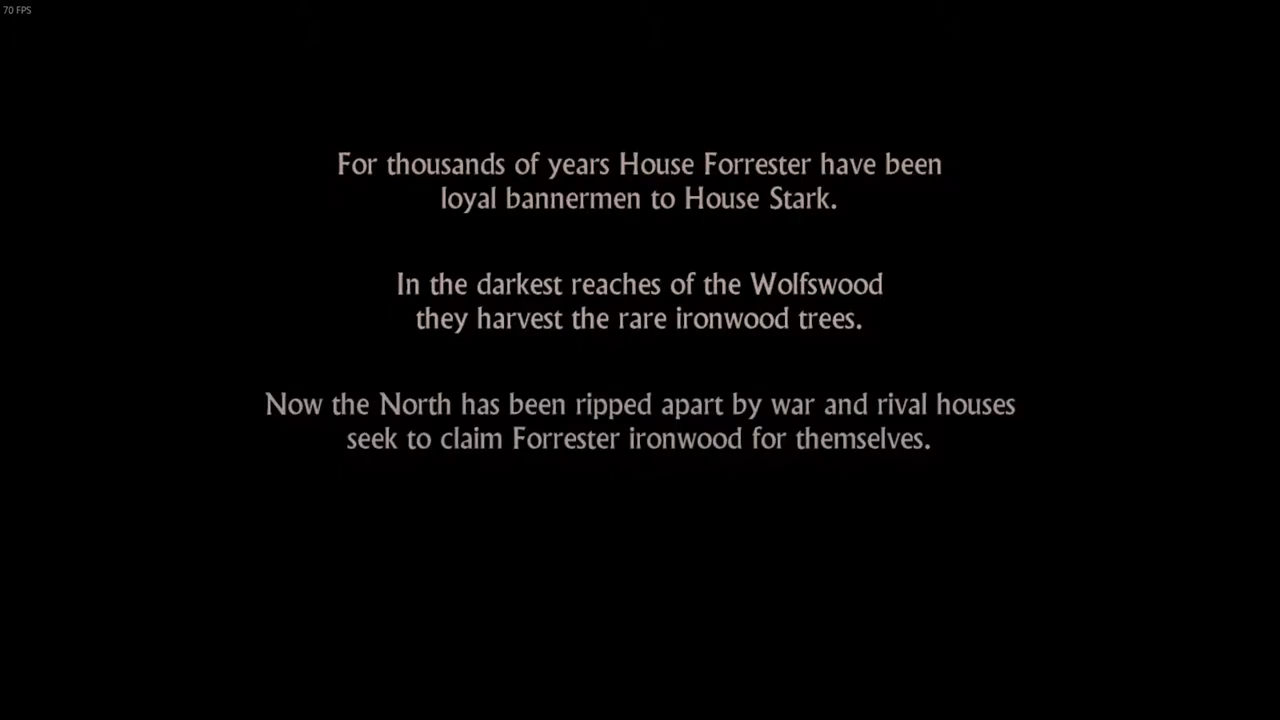 70 FPS
For thousands of years House Forrester have been
loyal bannermen to House Stark.
In the darkest reaches of the Wolfswood
they harvest the rare ironwood trees.
Now the North has been ripped apart by war and rival houses
seek to claim Forrester ironwood for themselves.